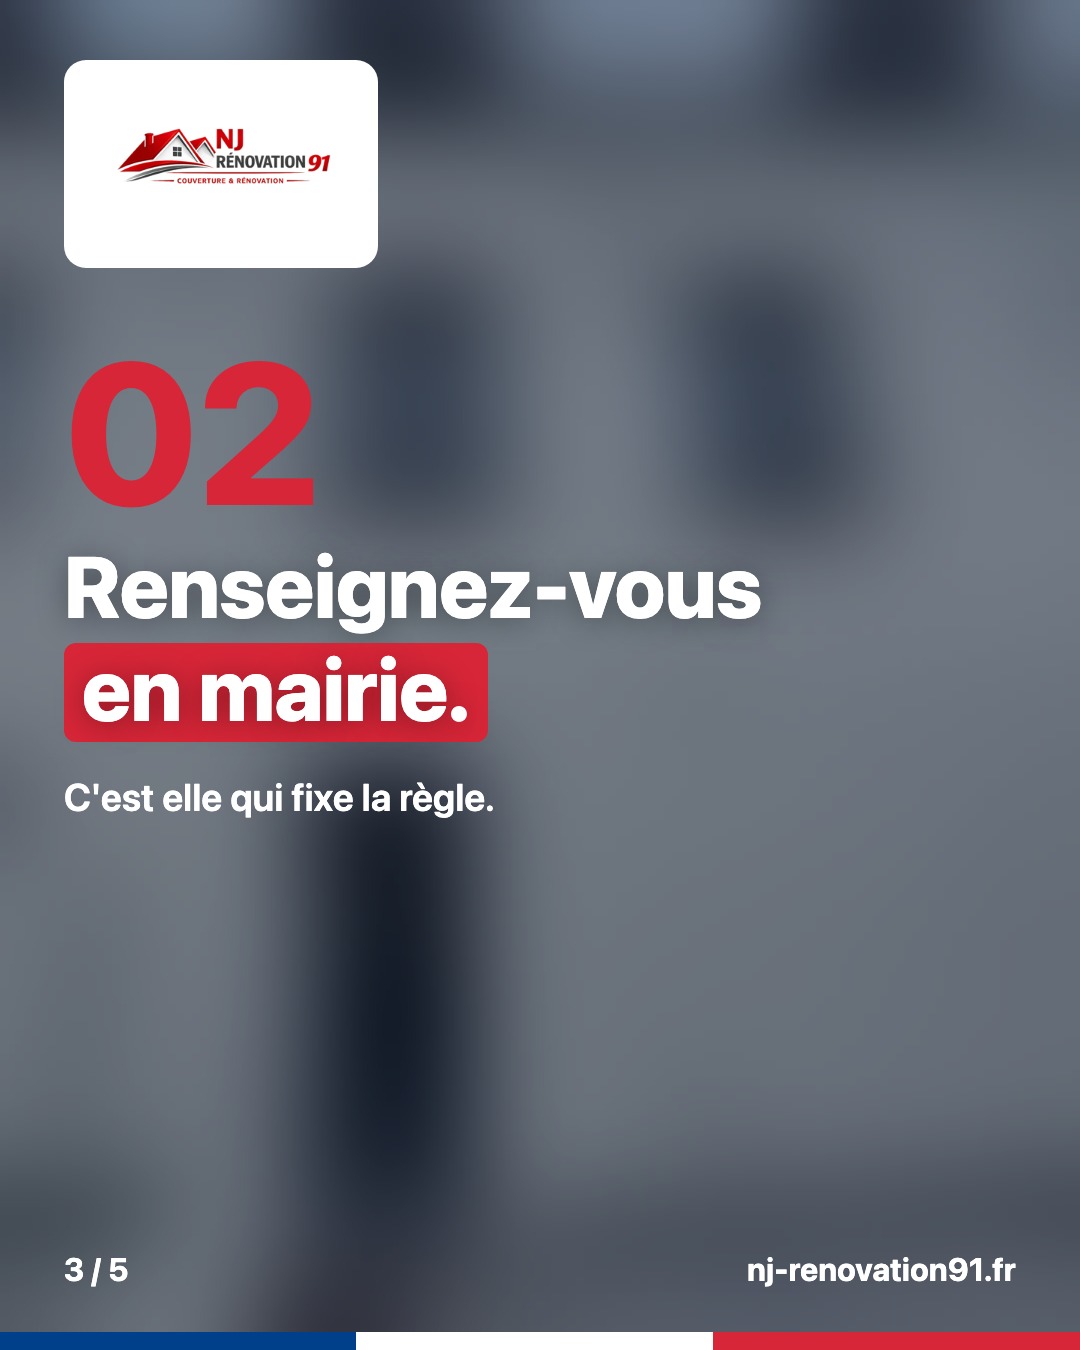 NJ
RÉNOVATION 91
COUVERTURE & RÉNOVATION
02
Renseignez-vous
en mairie.
C'est elle qui fixe la règle.
3 / 5
nj-renovation91.fr